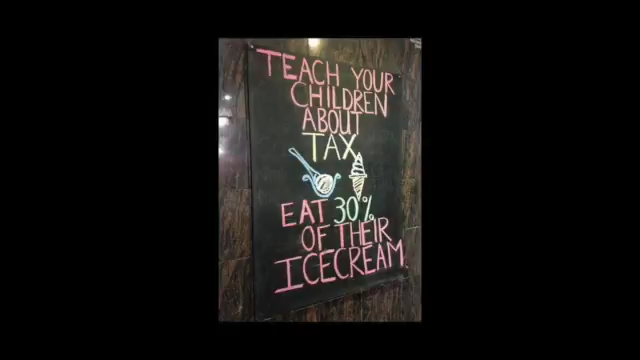 TEACH YOUR
CHILDREN
ABOUT
TAX
EAT 30%
OF THEIR
ICECREAM